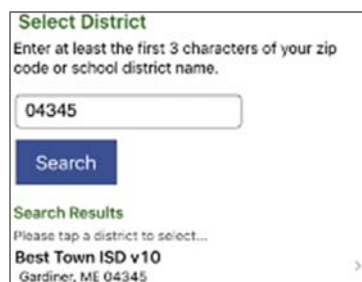 Select District
Enter at least the first 3 characters of your zip
code or school district name.
04345
Search
Search Results
Please tap a district to select...
Best Town ISD v10
Gardiner, ME 04345